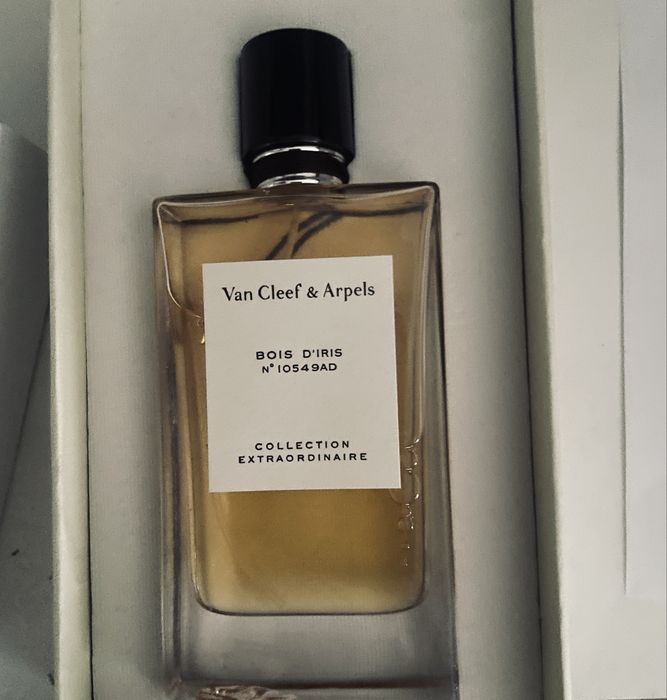 Van Cleef & Arpels
BOIS D'IRIS
N° 10549AD
COLLECTION
EXTRAORDINAIRE